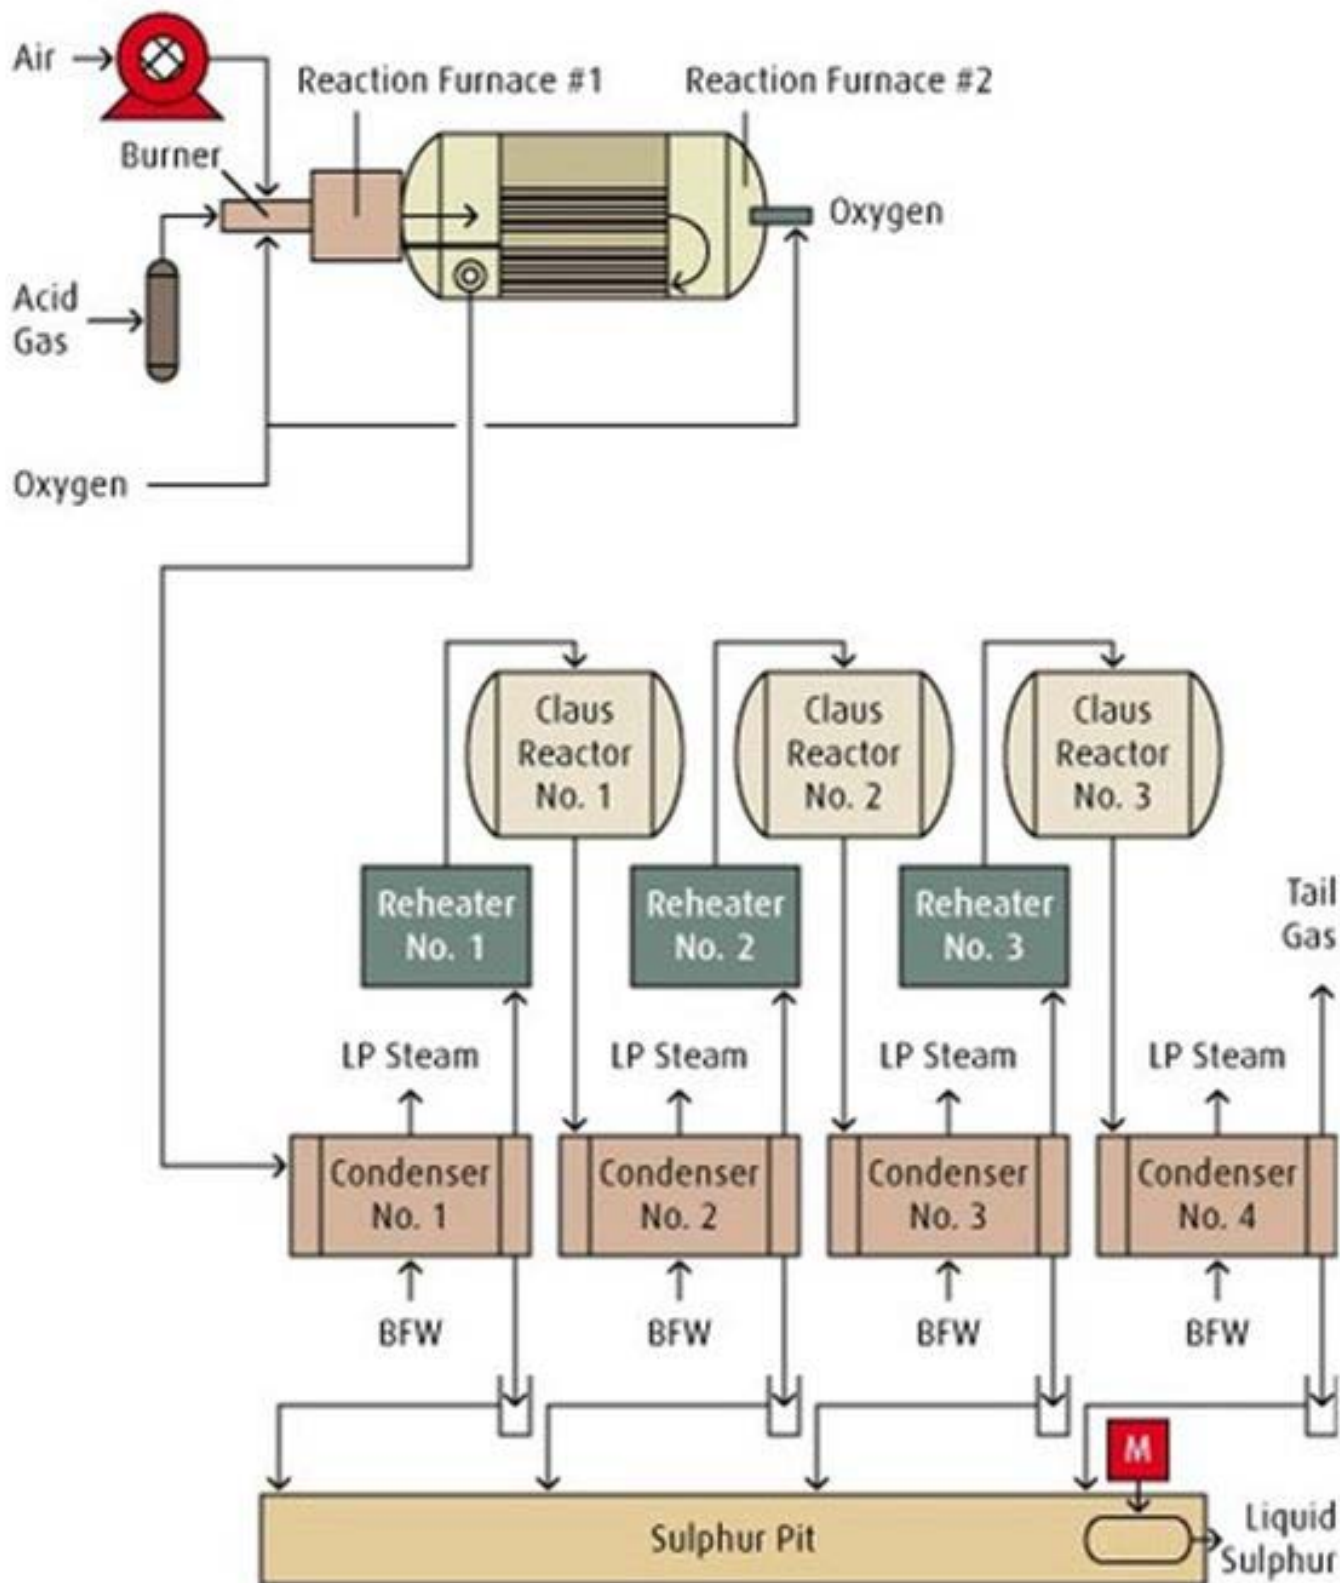 Air
Reaction Furnace #1
Reaction Furnace #2
Burner
Oxygen
Acid
Gas
Oxygen
Claus
Reactor
No. 1
Claus
Reactor
No. 2
Claus
Reactor
No. 3
Reheater
No. 1
Reheater
No. 2
Reheater
No. 3
Tail
Gas
LP Steam
LP Steam
LP Steam
LP Steam
Condenser
No. 1
Condenser
No. 2
Condenser
No. 3
Condenser
No. 4
BFW
BFW
BFW
BFW
M
Sulphur Pit
Liquid
Sulphur